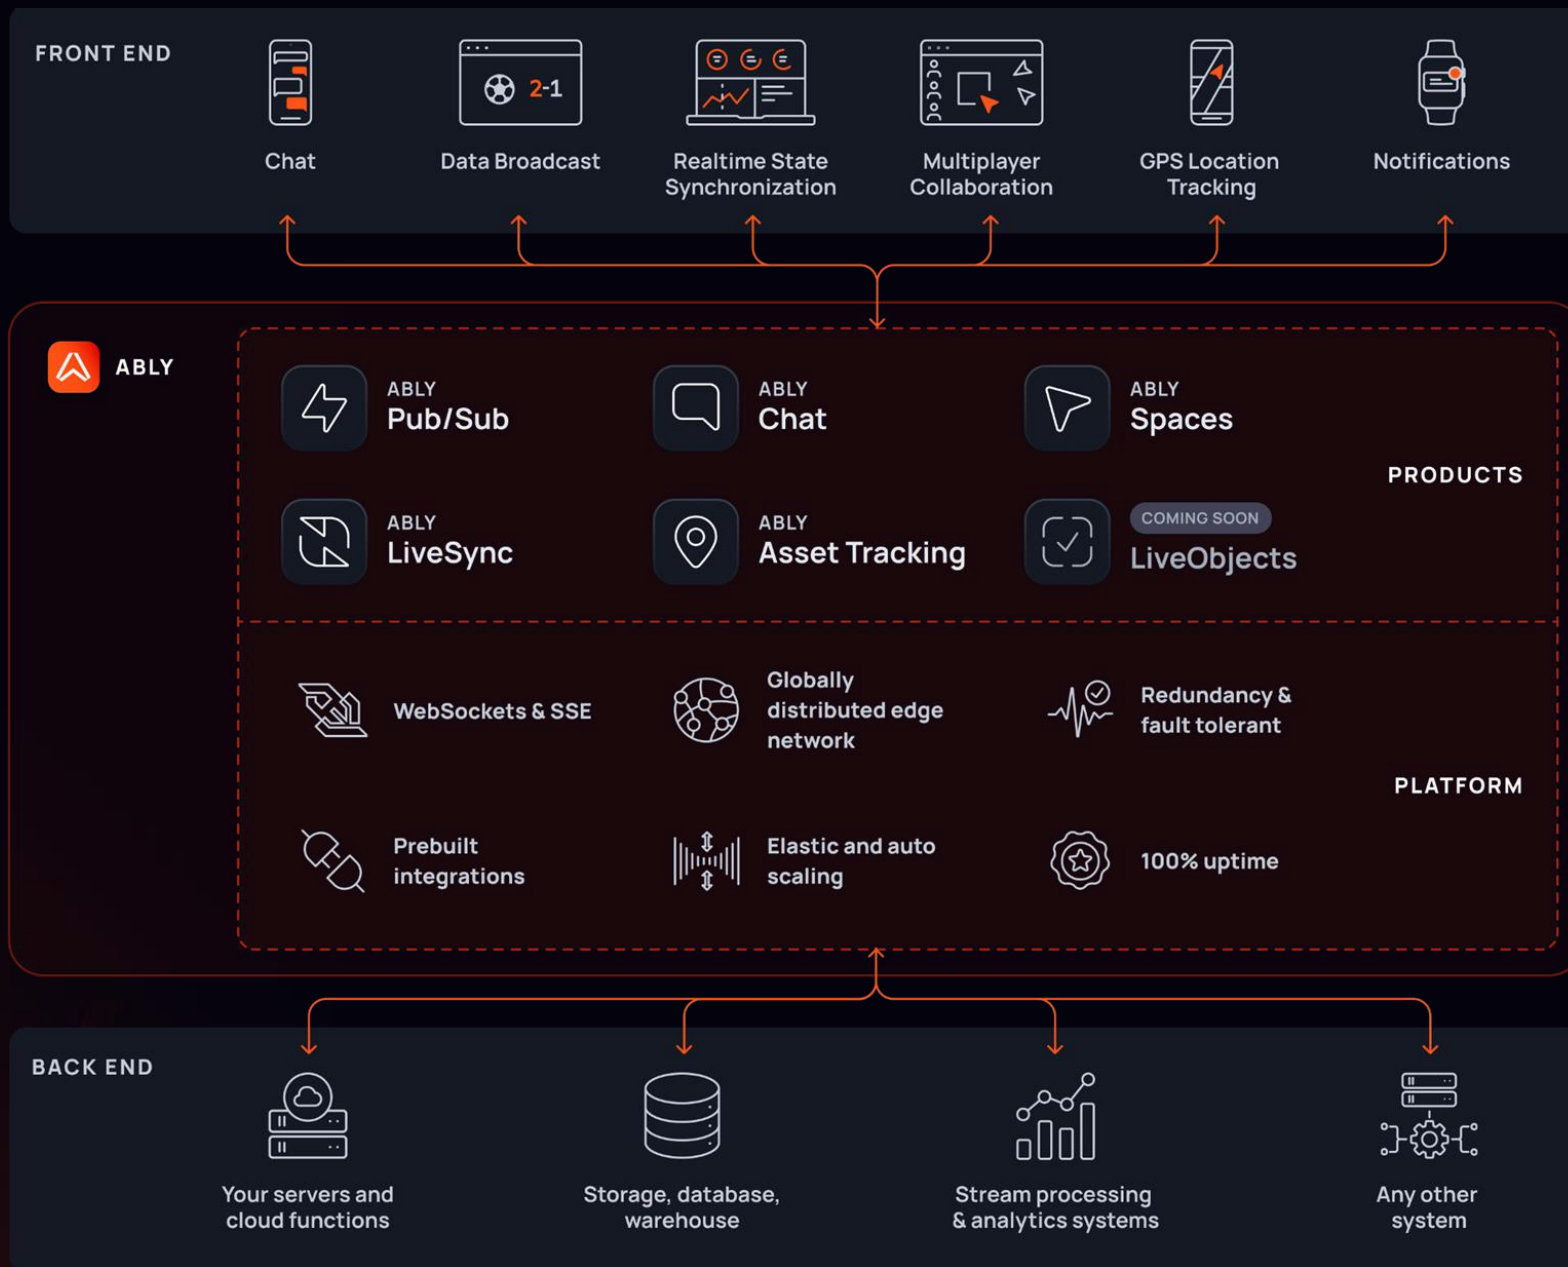 FRONT END
2-1
Chat
Data Broadcast
Realtime State
Synchronization
Multiplayer
Collaboration
GPS Location
Tracking
Notifications
ABLY
ABLY
Pub/Sub
ABLY
Chat
ABLY
Spaces
PRODUCTS
ABLY
LiveSync
ABLY
Asset Tracking
COMING SOON
LiveObjects
WebSockets & SSE
Globally
distributed edge
network
Redundancy &
fault tolerant
PLATFORM
Prebuilt
integrations
Elastic and auto
scaling
100% uptime
BACK END
Your servers and
cloud functions
Storage, database,
warehouse
Stream processing
& analytics systems
Any other
system